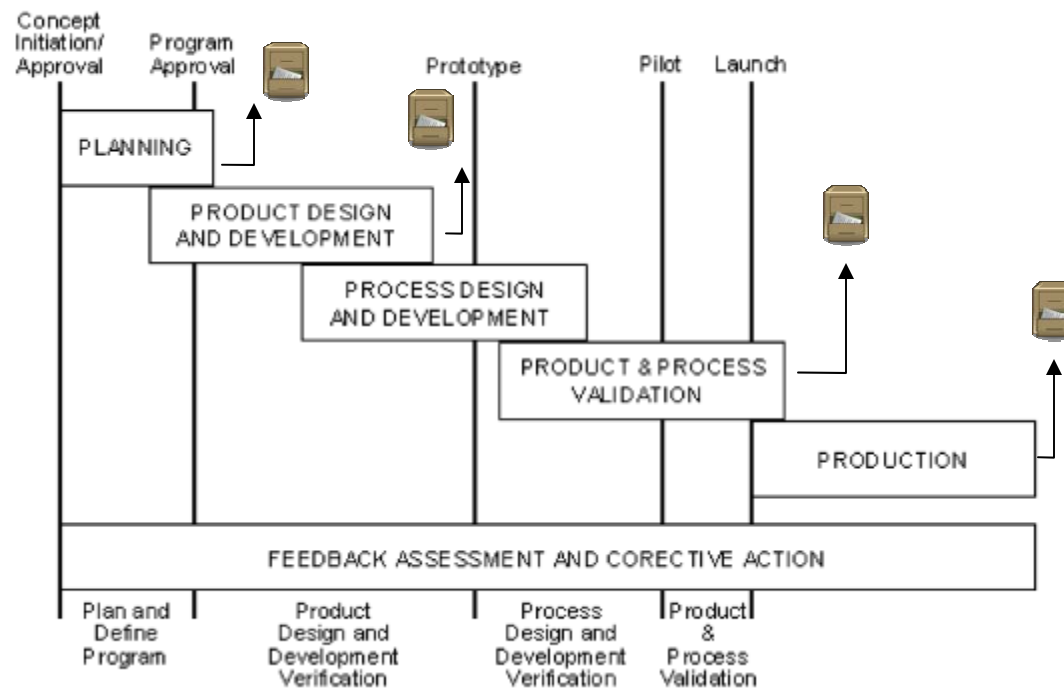 Concept
Initiation/
Approval
Program
Approval
Prototype
Pilot
Launch
PLANNING
PRODUCT DESIGN
AND DEVELOPMENT
PROCESS DESIGN
AND DEVELOPMENT
PRODUCT & PROCESS
VALIDATION
PRODUCTION
FEEDBACK ASSESSMENT AND CORECTIVE ACTION
Plan and
Define
Program
Product
Design and
Development
Verification
Process
Design and
Development
Verification
Product
&
Process
Validation